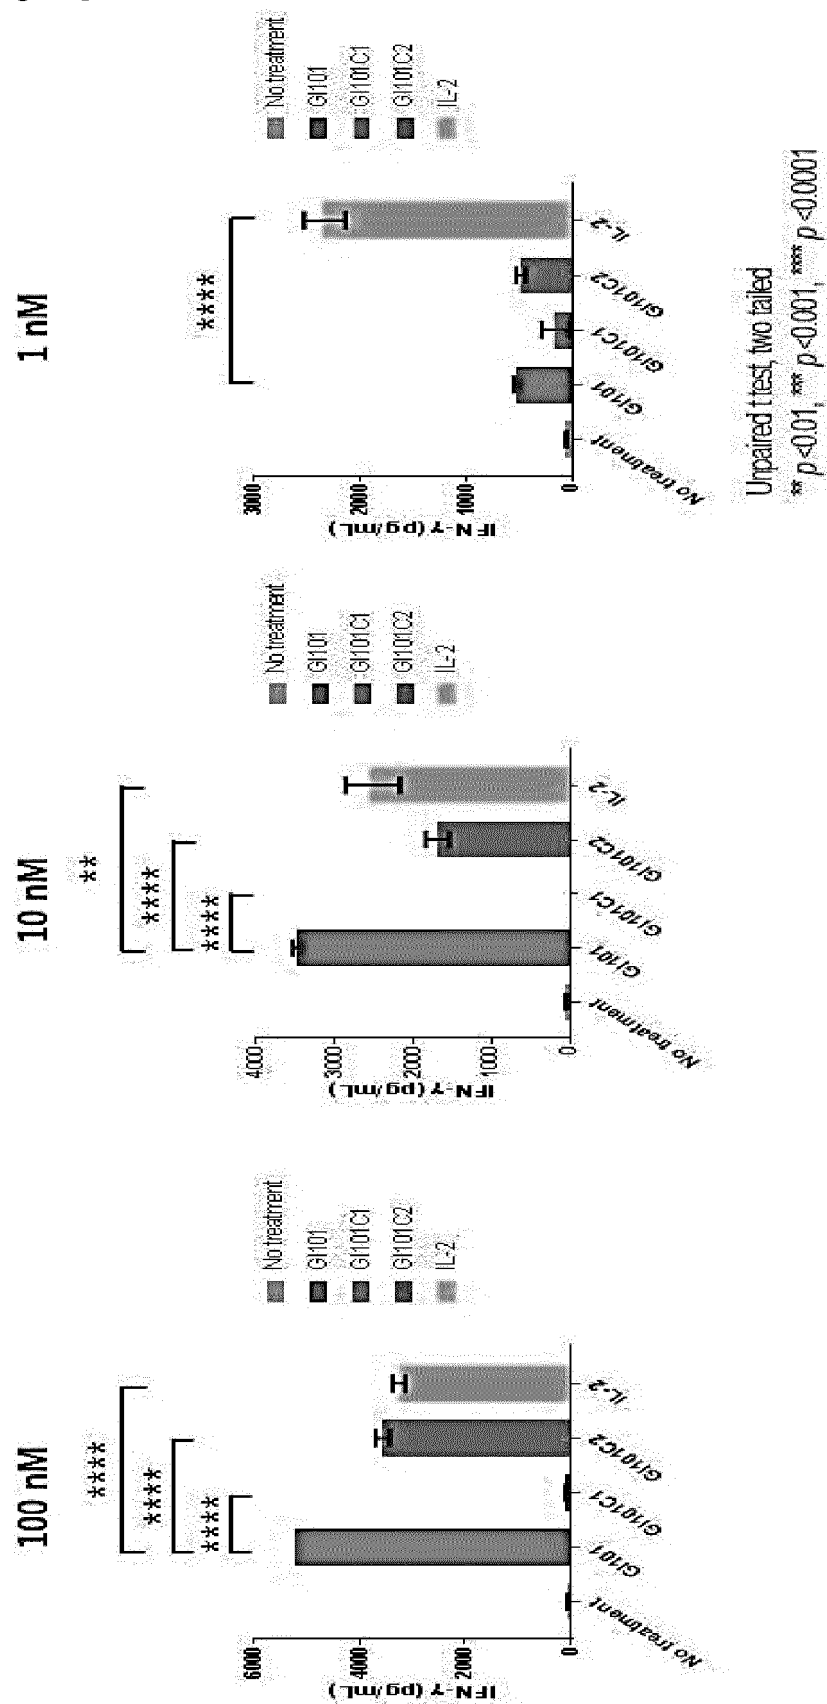 100 nM
****
****
****
IFN-γ (pg/mL)
6000
4000
2000
0
No treatment
GI101
GI101C1
GI101C2
IL-2
No treatment
GI101
GI101C1
GI101C2
IL-2
10 nM
**
****
****
IFN-γ (pg/mL)
4000
3000
2000
1000
0
No treatment
GI101
GI101C1
GI101C2
IL-2
No treatment
GI101
GI101C1
GI101C2
IL-2
1 nM
****
IFN-γ (pg/mL)
3000
2000
1000
0
No treatment
GI101
GI101C1
GI101C2
IL-2
No treatment
GI101
GI101C1
GI101C2
IL-2
Unpaired t test, two tailed
** p <0.01, *** p <0.001, **** p <0.0001